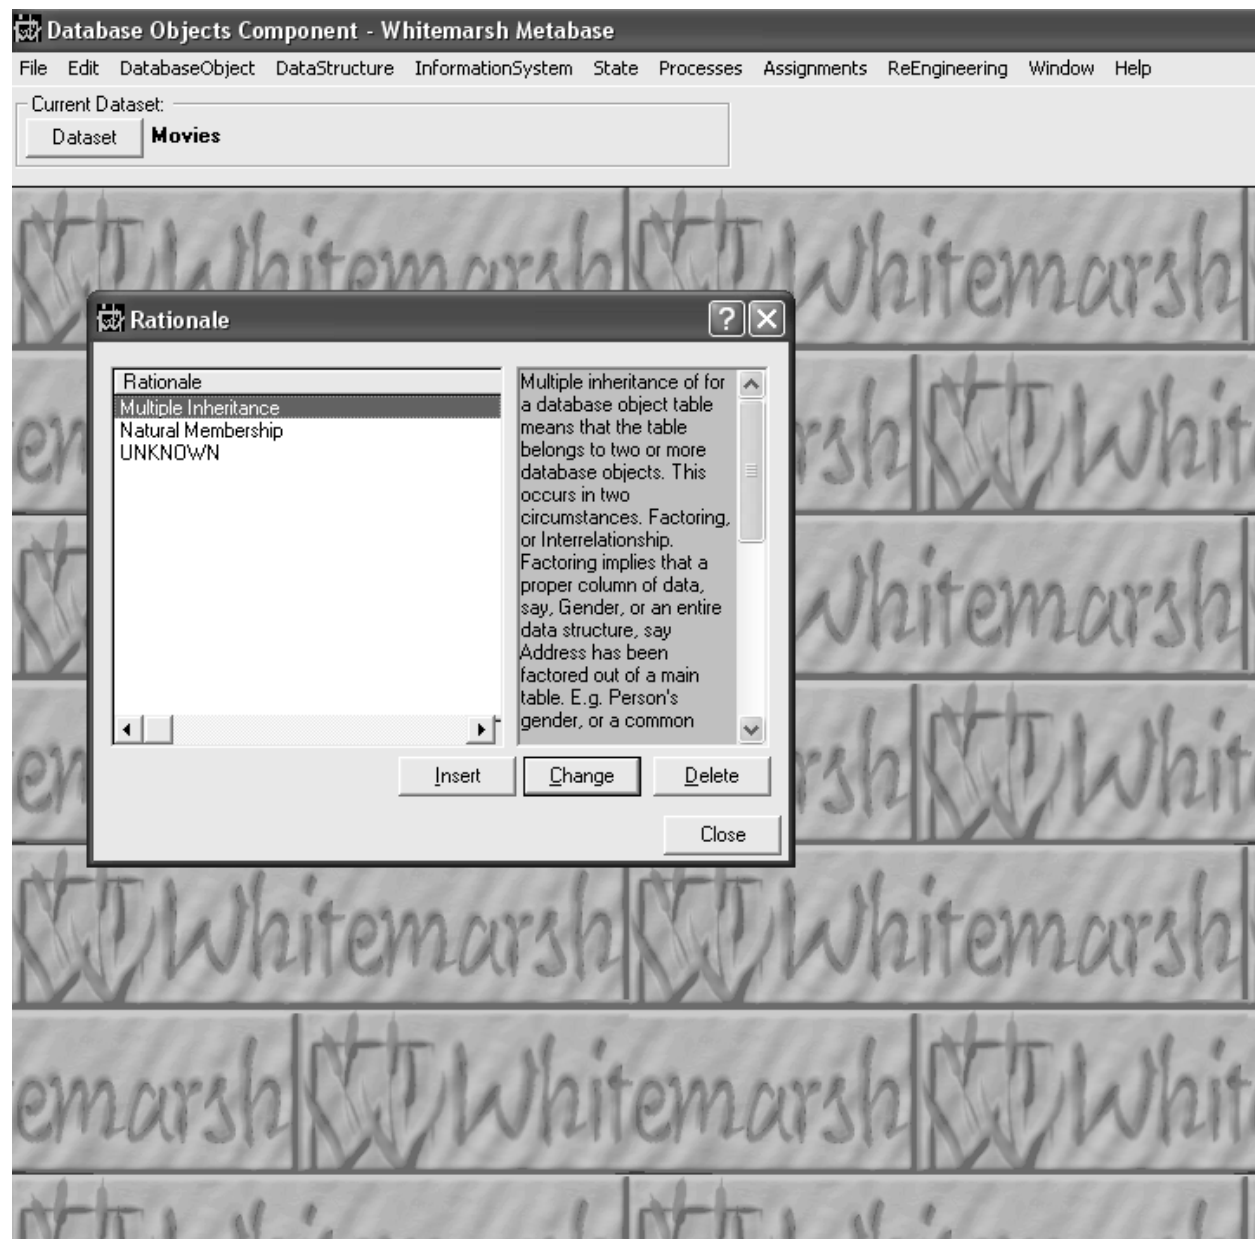 Database Objects Component - Whitemarsh Metabase
File Edit DatabaseObject DataStructure InformationSystem State Processes Assignments ReEngineering Window Help
Current Dataset:
Dataset Movies
Whitemarsh Whitemarsh
Rationale
Rationale
Multiple Inheritance
Natural Membership
UNKNOWN
Multiple inheritance of for
a database object table
means that the table
belongs to two or more
database objects. This
occurs in two
circumstances. Factoring,
or Interrelationship.
Factoring implies that a
proper column of data,
say, Gender, or an entire
data structure, say
Address has been
factored out of a main
table. E.g. Person's
gender, or a common
Insert Change Delete
Close
Whitemarsh
Whitemarsh Whitemarsh
emarsh Whitemarsh Whit